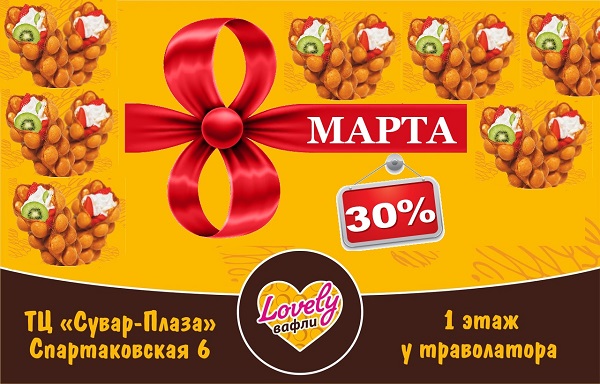 8 МАРТА
30%
Lovely
вафли
ТЦ «Сувар-Плаза»
Спартаковская 6
1 этаж
у траволатора